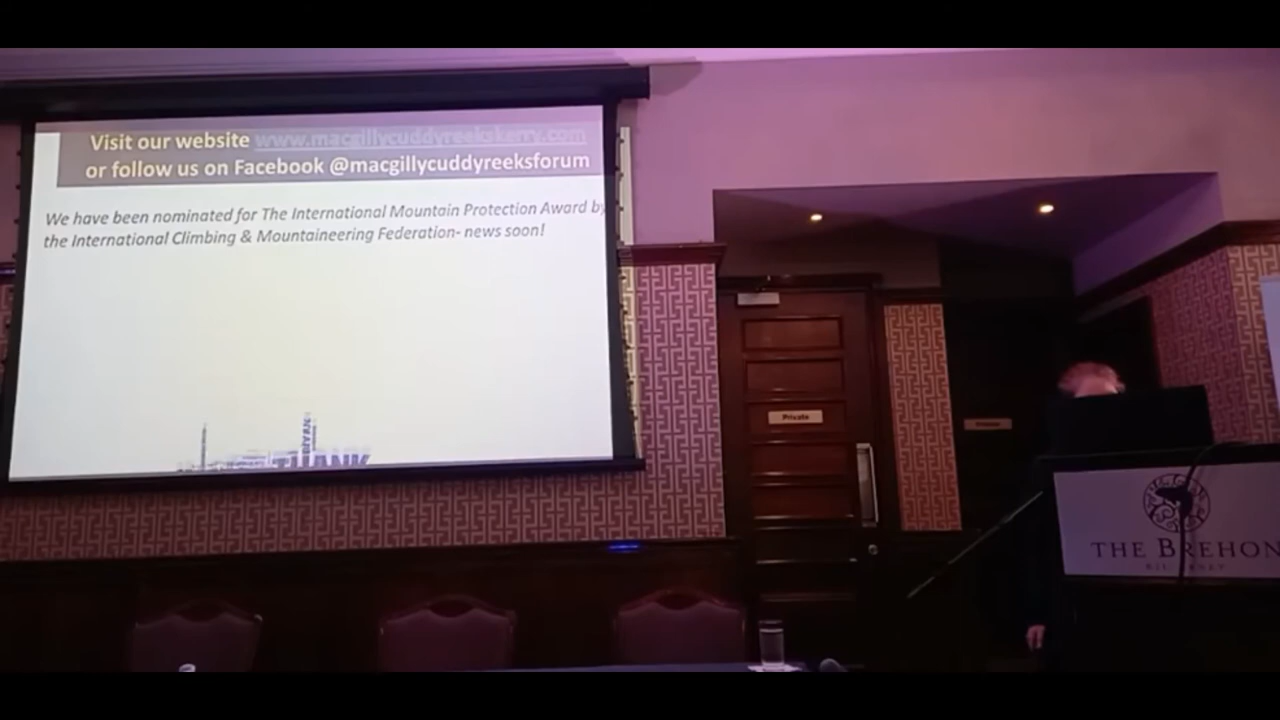 Visit our website www.macgillycuddyreekskerry.com
or follow us on Facebook @macgillycuddyreeksforum
We have been nominated for The International Mountain Protection Award by
the International Climbing & Mountaineering Federation- news soon!
Private
THE BREHON